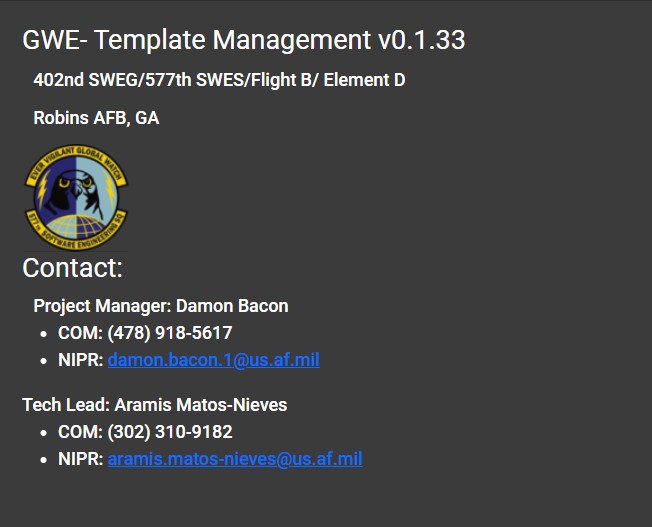 GWE- Template Management v0.1.33
402nd SWEG/577th SWES/Flight B/ Element D
Robins AFB, GA
EVER VIGILANT GLOBAL WATCH
577TH SOFTWARE ENGINEERING SQ
Contact:
Project Manager: Damon Bacon
COM: (478) 918-5617
NIPR: damon.bacon.1@us.af.mil
Tech Lead: Aramis Matos-Nieves
COM: (302) 310-9182
NIPR: aramis.matos-nieves@us.af.mil